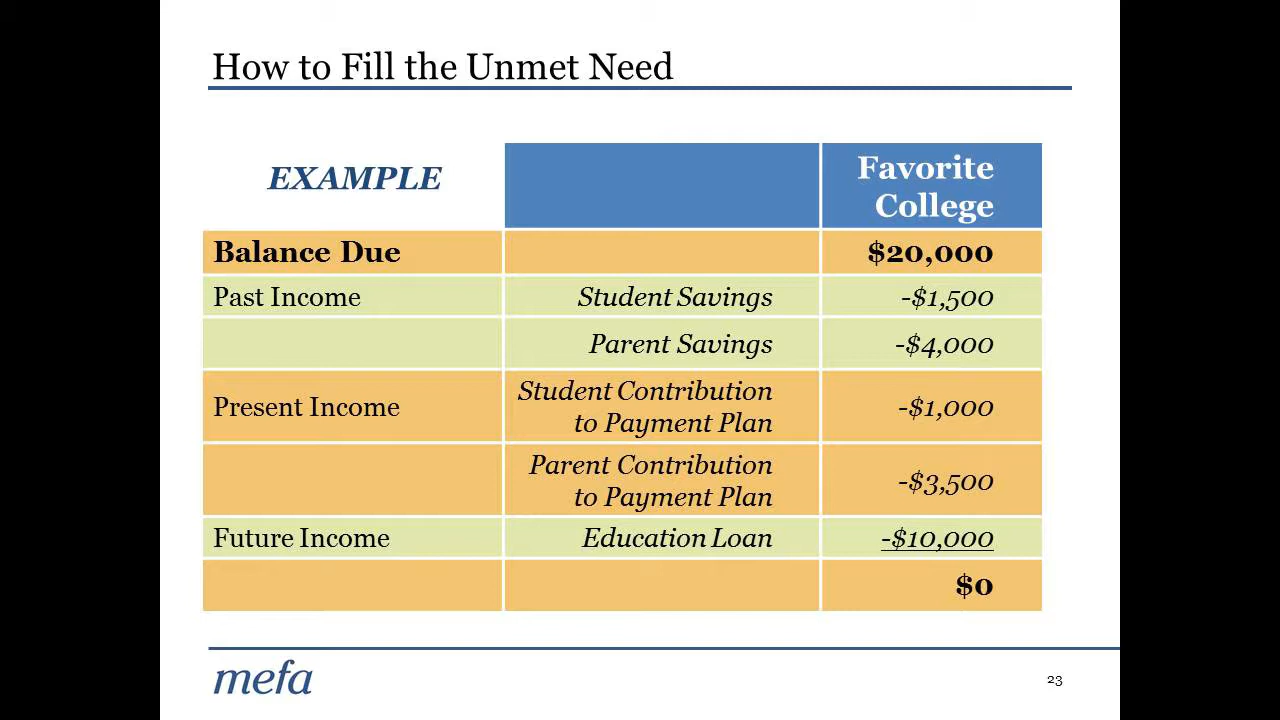 How to Fill the Unmet Need
EXAMPLE
Favorite
College
Balance Due
$20,000
Past Income
Student Savings
-$1,500
Parent Savings
-$4,000
Present Income
Student Contribution
to Payment Plan
-$1,000
Parent Contribution
to Payment Plan
-$3,500
Future Income
Education Loan
-$10,000
$0
mefa
23